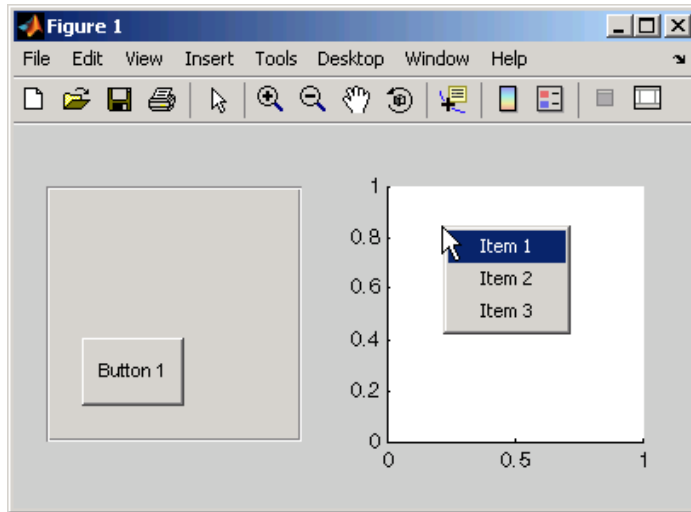 Figure 1
File Edit View Insert Tools Desktop Window Help
Button 1
1
0.8
0.6
0.4
0.2
0
0 0.5 1
Item 1
Item 2
Item 3